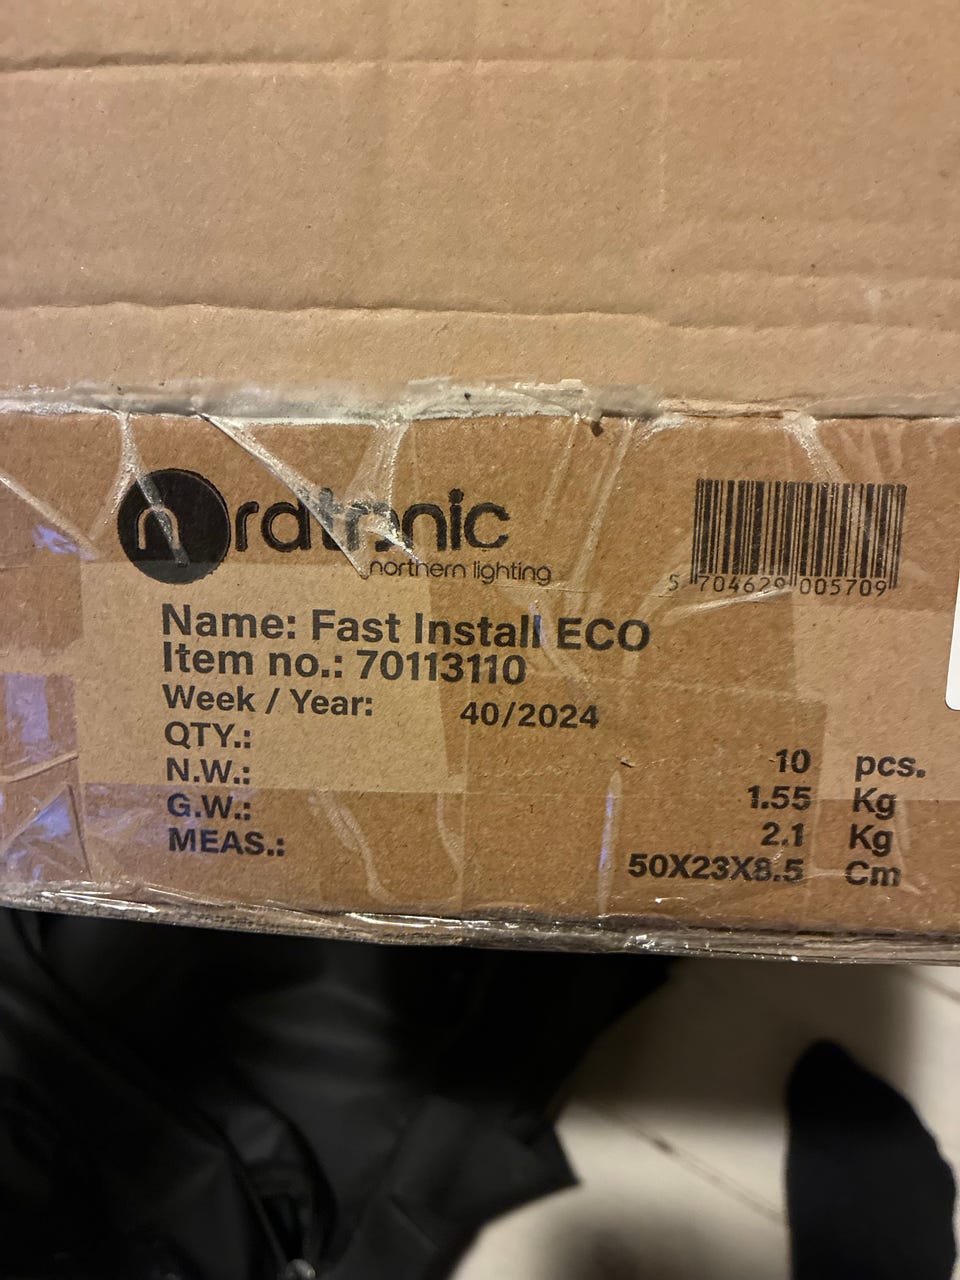 nordtronic
northern lighting
5 704629 005709
Name: Fast Install ECO
Item no.: 70113110
Week / Year: 40/2024
QTY.: 10 pcs.
N.W.: 1.55 Kg
G.W.: 2.1 Kg
MEAS.: 50X23X8.5 Cm